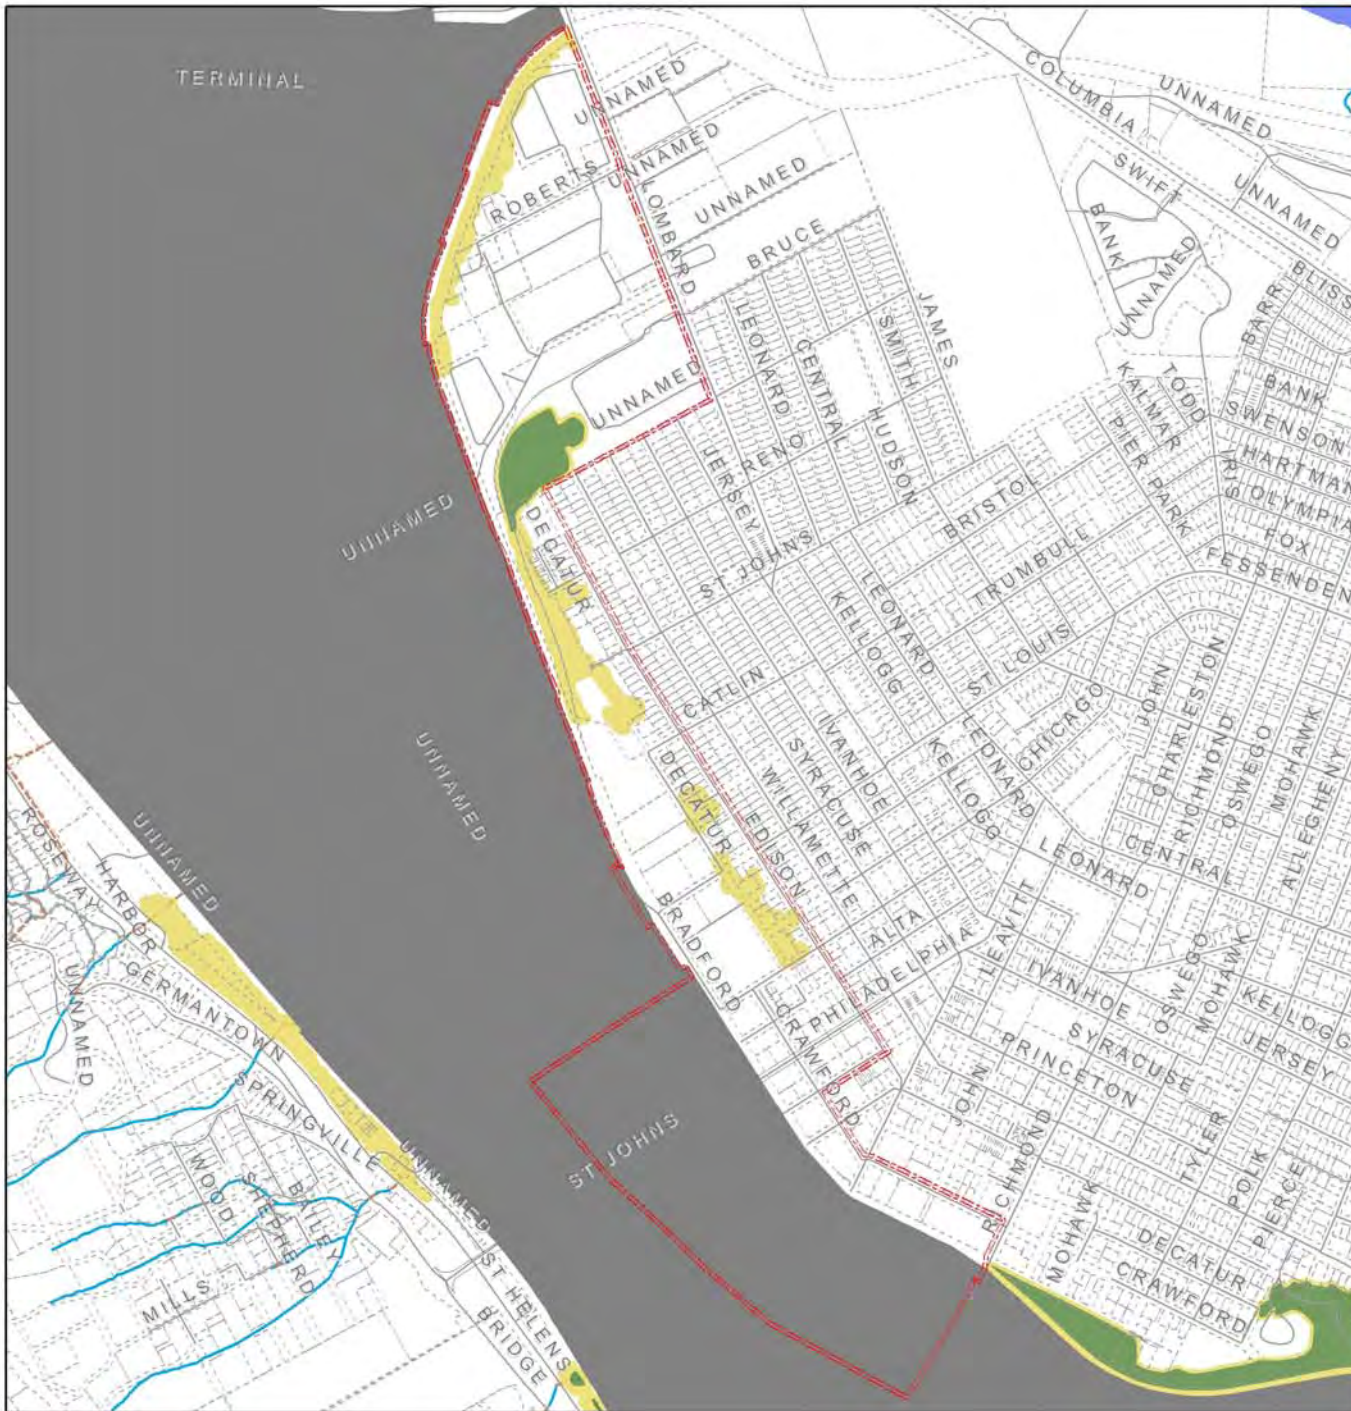 TERMINAL
UNNAMED
COLUMBIA
UNNAMED
UNNAMED
ROBERTS
LOMBARD
UNNAMED
SWIFT
UNNAMED
BRUCE
BANK
UNNAMED
BLISS
BARR
LEONARD
CENTRAL
SMITH
JAMES
UNNAMED
KALMAR
TODD
BANK
SWENSON
RENO
HUDSON
JERSEY
PIER PARK
IRIS
HARTMAN
OLYMPIA
FOX
FESSENDEN
UNNAMED
DECATUR
ST JOHNS
BRISTOL
TRUMBULL
LEONARD
KELLOGG
ST LOUIS
CATLIN
IVANHOE
SYRACUSE
WILLAMETTE
KELLOGG
LEONARD
CHICAGO
JOHN
CHARLESTON
RICHMOND
OSWEGO
MOHAWK
ALLEGHENY
UNNAMED
DECATUR
EDISON
LEONARD
CENTRAL
UNNAMED
ROSEWAY
HARBOR
BRADFORD
ALTA
PHILADELPHIA
LEAVITT
IVANHOE
OSWEGO
MOHAWK
KELLOGG
UNNAMED
GERMANTOWN
CRAWFORD
SYRACUSE
PRINCETON
JERSEY
SPRINGVILLE
JOHN
ST JOHNS
RICHMOND
TYLER
POLK
PIERCE
WOOD
SHEPHERD
BAILEY
UNNAMED
MOHAWK
DECATUR
CRAWFORD
MILLS
ST HELENS
BRIDGE